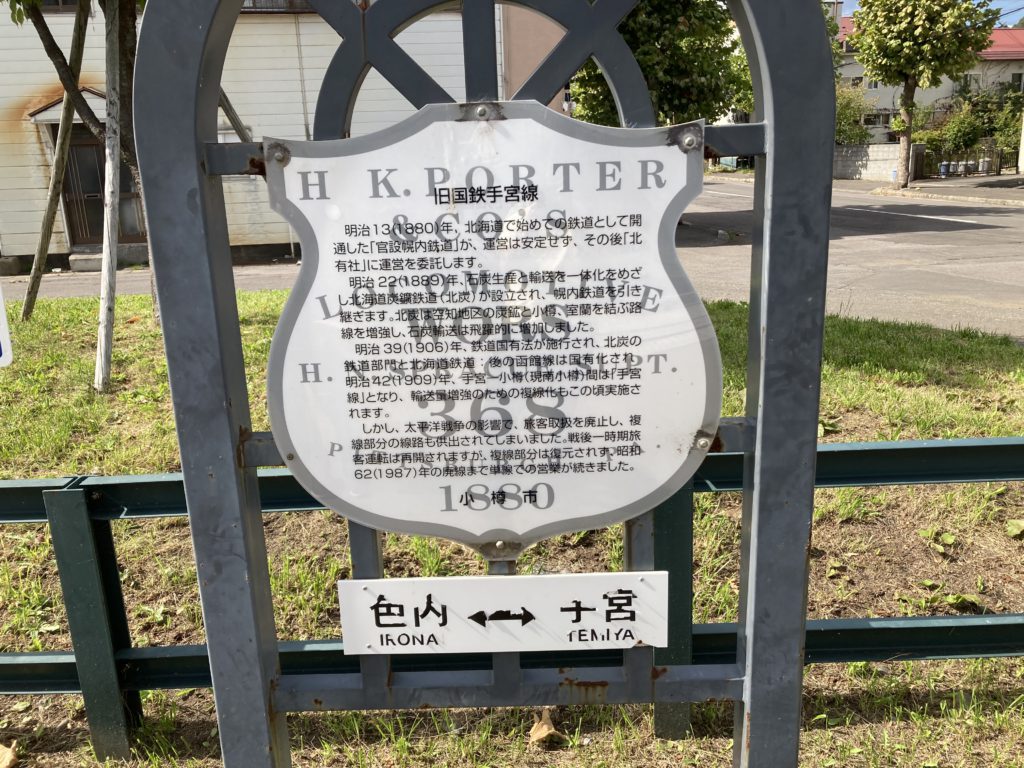 H K. PORTER
旧国鉄手宮線
& CO'S
明治13(1880)年、北海道で始めての鉄道として開
通した「官設幌内鉄道」が、運営は安定せず、その後「北
有社」に運営を委託します。
明治22(1889)年、石炭生産と輸送を一体化をめざ
し北海道炭鑛鉄道(北炭)が設立され、幌内鉄道を引き
継ぎます。北炭は空知地区の炭鉱と小樽、室蘭を結ぶ路
線を増強し、石炭輸送は飛躍的に増加しました。
明治39(1906)年、鉄道国有法が施行され、北炭の
鉄道部門と北海道鉄道:後の函館線は国有化され、
明治42(1909)年、手宮ー小樽(現南小樽)間は「手宮
線」となり、輸送量増強のための複線化もこの頃実施さ
れます。
368
しかし、太平洋戦争の影響で、旅客取扱を廃止し、複
線部分の線路も供出されてしまいました。戦後一時期旅
客運転は再開されますが、複線部分は復元されず、昭和
62(1987)年の廃線まで単線での営業が続きました。
1880
小樽市
色内 ↔ 手宮
IRONA TEMIYA